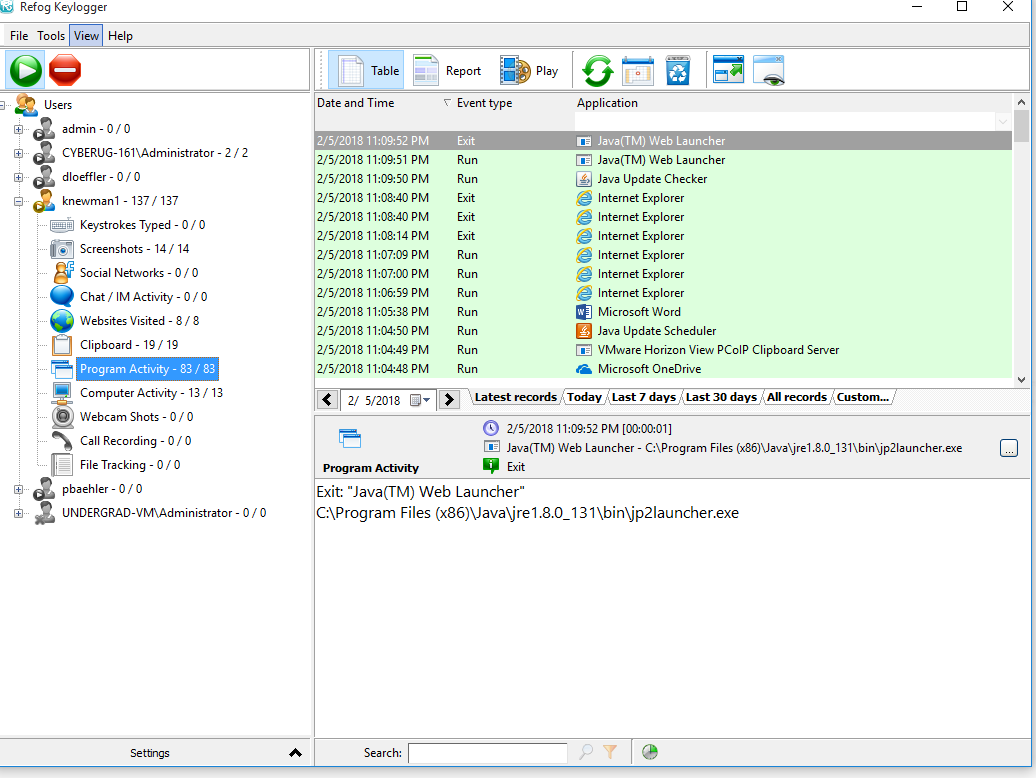 Refog Keylogger
File Tools View Help
Table Report Play
Users
admin - 0 / 0
CYBERUG-161\Administrator - 2 / 2
dloeffler - 0 / 0
knewman1 - 137 / 137
Keystrokes Typed - 0 / 0
Screenshots - 14 / 14
Social Networks - 0 / 0
Chat / IM Activity - 0 / 0
Websites Visited - 8 / 8
Clipboard - 19 / 19
Program Activity - 83 / 83
Computer Activity - 13 / 13
Webcam Shots - 0 / 0
Call Recording - 0 / 0
File Tracking - 0 / 0
pbaehler - 0 / 0
UNDERGRAD-VM\Administrator - 0 / 0
Settings
Date and Time Event type Application
2/5/2018 11:09:52 PM Exit Java(TM) Web Launcher
2/5/2018 11:09:51 PM Run Java(TM) Web Launcher
2/5/2018 11:09:50 PM Run Java Update Checker
2/5/2018 11:08:40 PM Exit Internet Explorer
2/5/2018 11:08:40 PM Exit Internet Explorer
2/5/2018 11:08:14 PM Exit Internet Explorer
2/5/2018 11:07:09 PM Run Internet Explorer
2/5/2018 11:07:00 PM Run Internet Explorer
2/5/2018 11:06:59 PM Run Internet Explorer
2/5/2018 11:05:38 PM Run Microsoft Word
2/5/2018 11:04:50 PM Run Java Update Scheduler
2/5/2018 11:04:49 PM Run VMware Horizon View PCoIP Clipboard Server
2/5/2018 11:04:48 PM Run Microsoft OneDrive
2/ 5/2018 Latest records Today Last 7 days Last 30 days All records Custom...
2/5/2018 11:09:52 PM [00:00:01]
Java(TM) Web Launcher - C:\Program Files (x86)\Java\jre1.8.0_131\bin\jp2launcher.exe ...
Program Activity Exit
Exit: "Java(TM) Web Launcher"
C:\Program Files (x86)\Java\jre1.8.0_131\bin\jp2launcher.exe
Search: